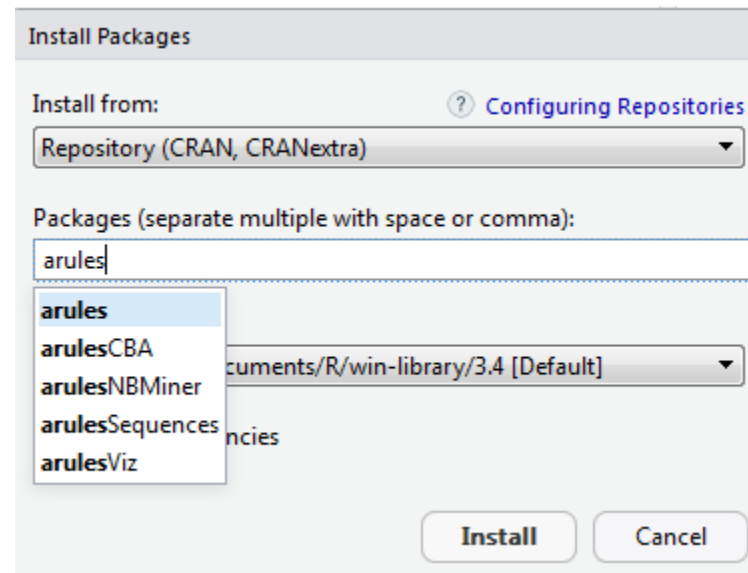 Install Packages
Install from:
? Configuring Repositories
Repository (CRAN, CRANextra)
Packages (separate multiple with space or comma):
arules
arules
arulesCBA
arulesNBMiner
cuments/R/win-library/3.4 [Default]
arulesSequences
ncies
arulesViz
Install
Cancel